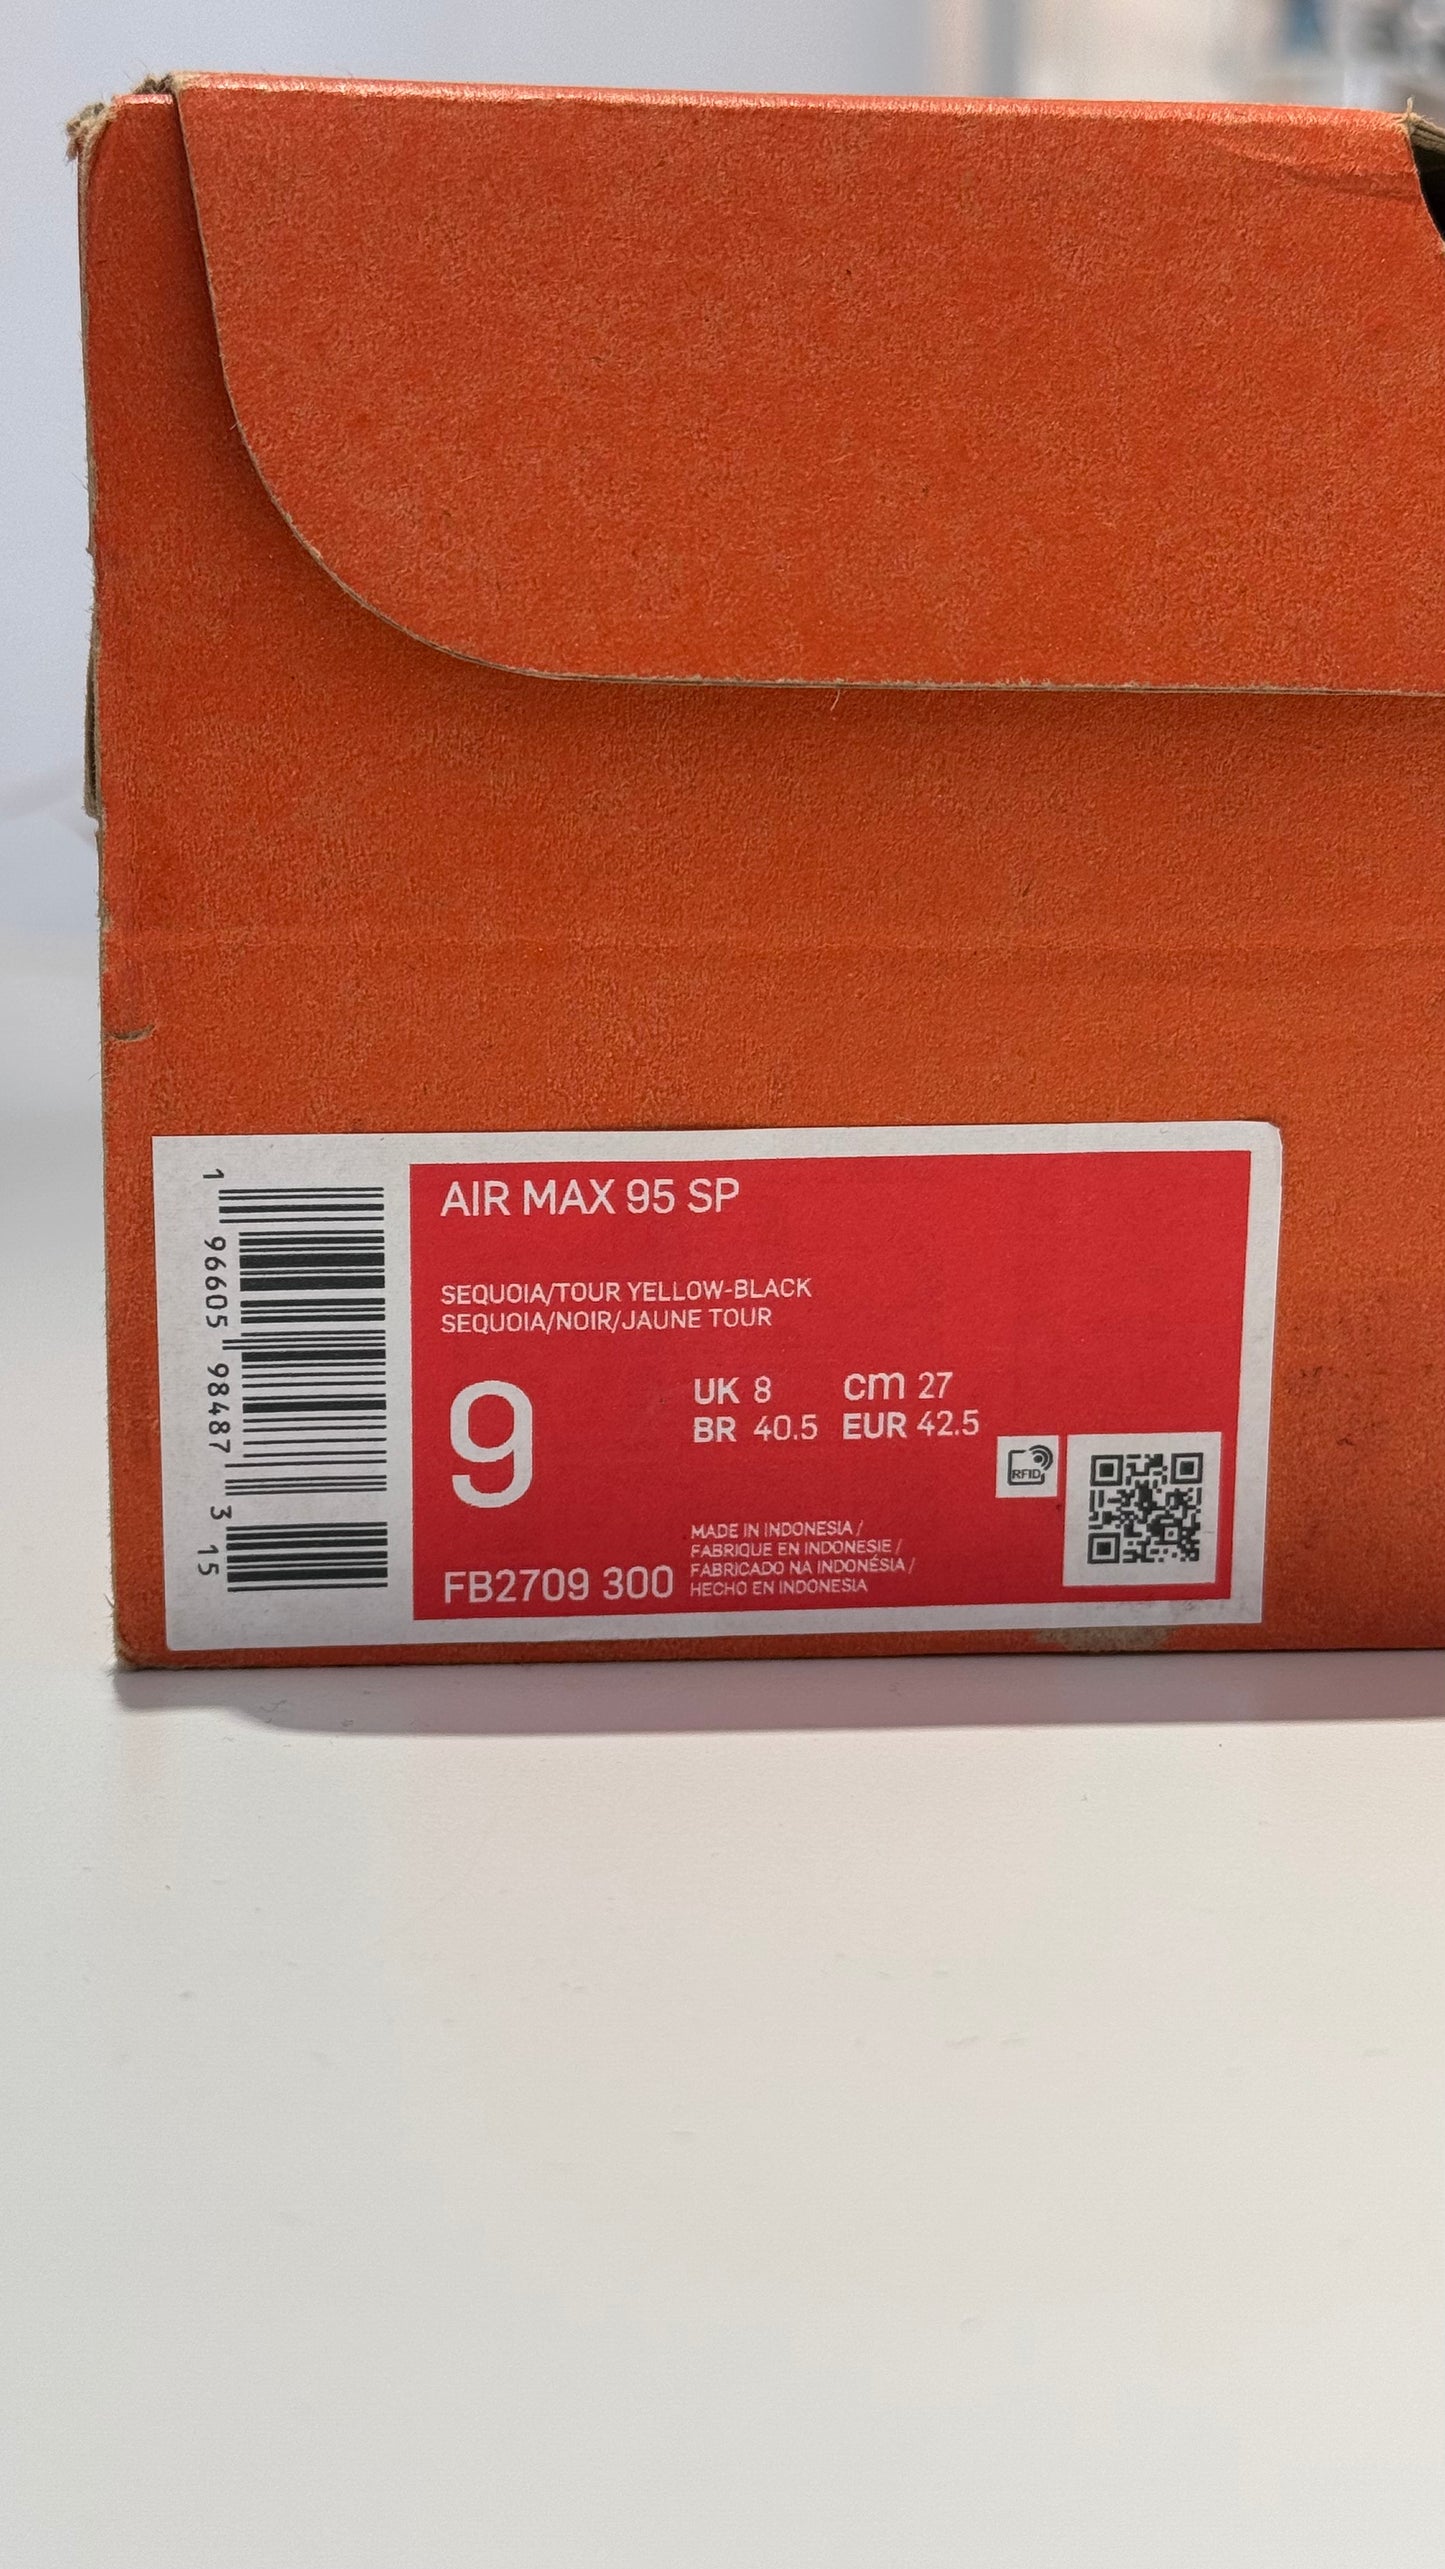 AIR MAX 95 SP
SEQUOIA/TOUR YELLOW-BLACK
SEQUOIA/NOIR/JAUNE TOUR
9
UK 8 cm 27
BR 40.5 EUR 42.5
RFID
MADE IN INDONESIA /
FABRIQUE EN INDONESIE /
FABRICADO NA INDONÉSIA /
HECHO EN INDONESIA
FB2709 300
1 96605 98487 3 15